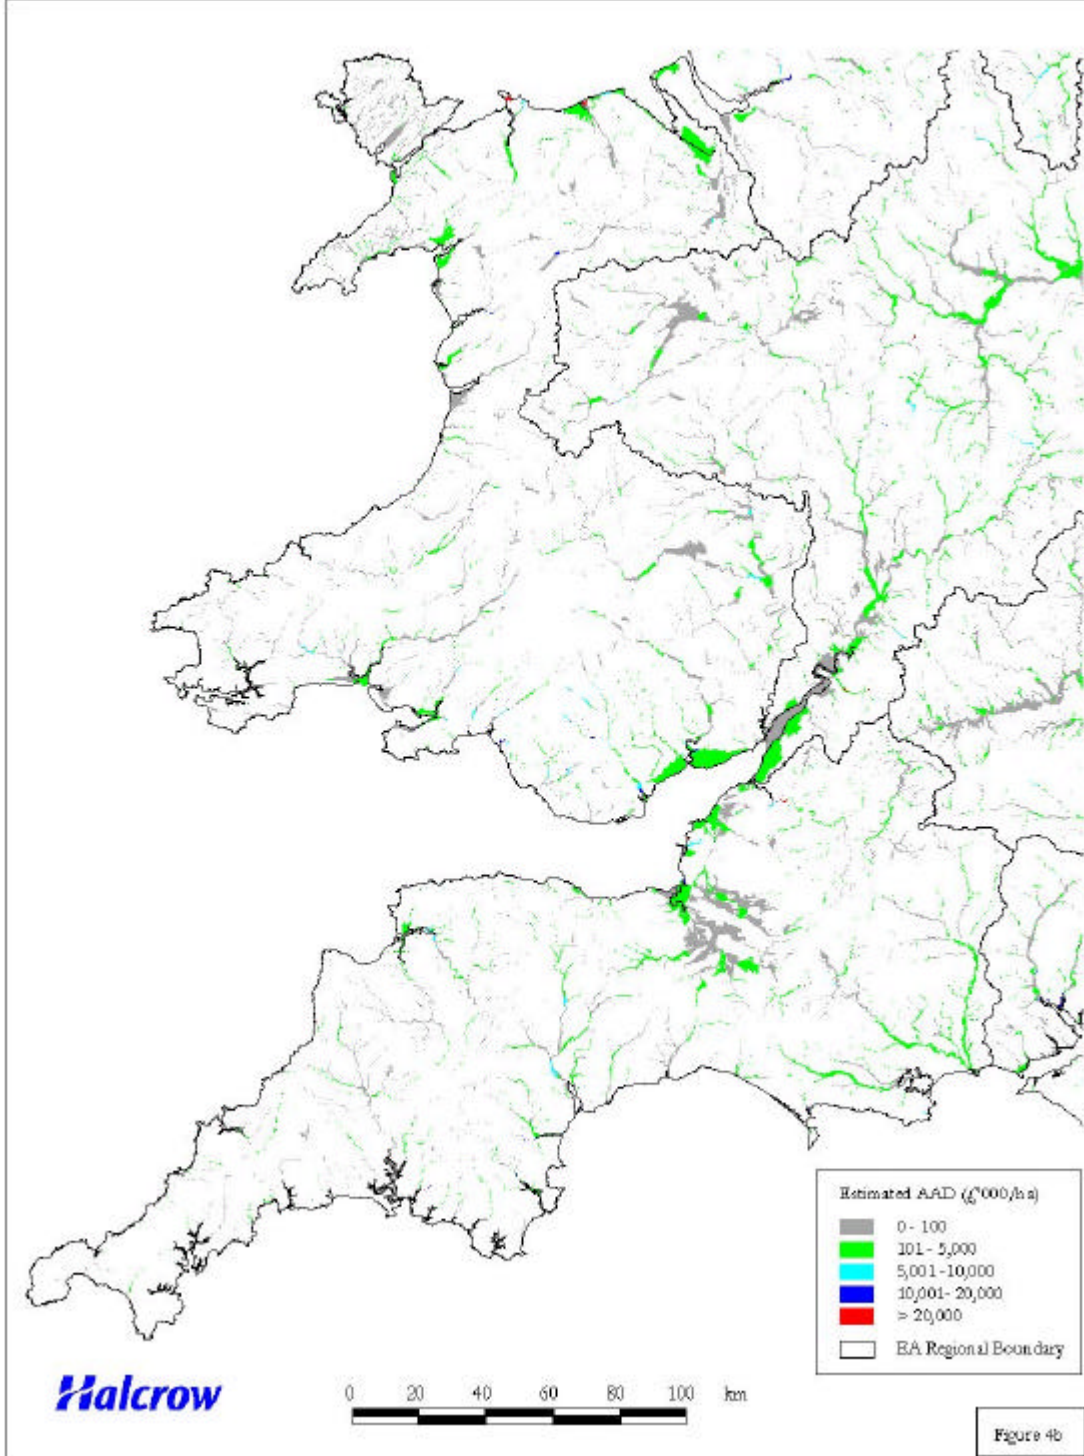 Estimated AAD (£'000/ha)
0 - 100
101 - 5,000
5,001 - 10,000
10,001 - 20,000
> 20,000
EA Regional Boundary
Halcrow
0 20 40 60 80 100 km
Figure 4b